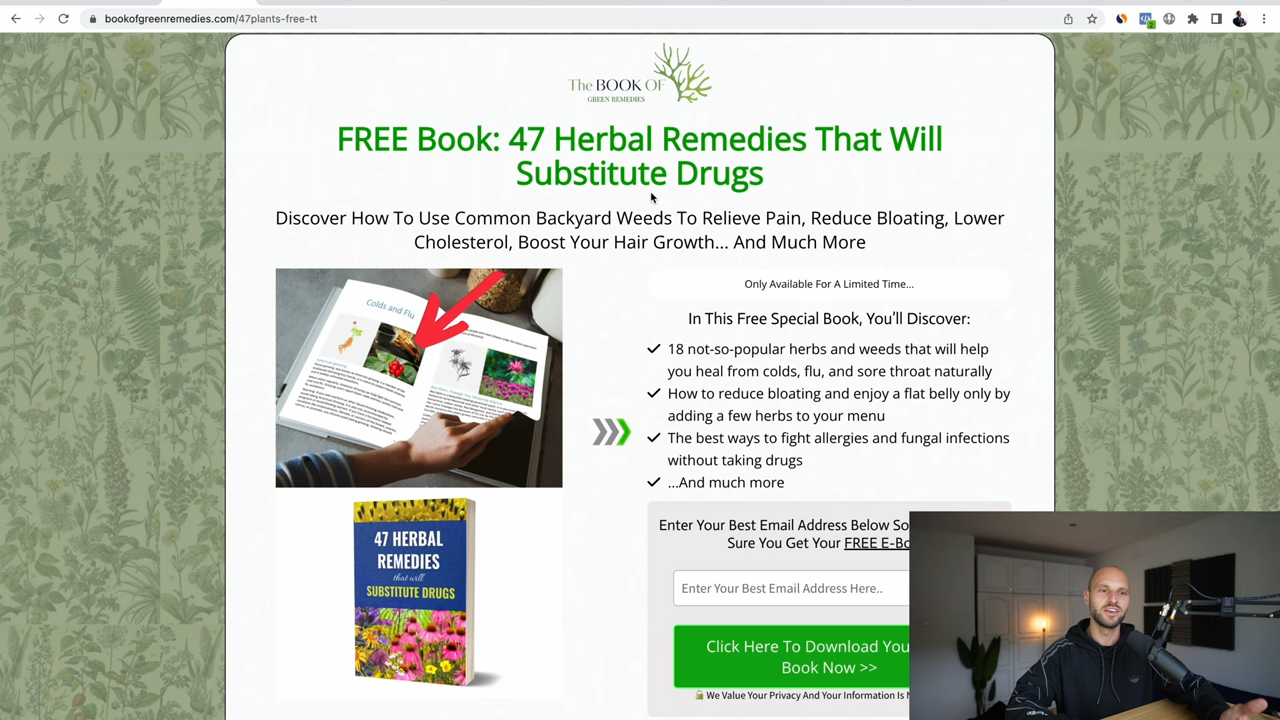 bookofgreenremedies.com/47plants-free-tt
2
The BOOK OF
GREEN REMEDIES
FREE Book: 47 Herbal Remedies That Will
Substitute Drugs
Discover How To Use Common Backyard Weeds To Relieve Pain, Reduce Bloating, Lower
Cholesterol, Boost Your Hair Growth... And Much More
Colds and Flu
Only Available For A Limited Time...
In This Free Special Book, You'll Discover:
18 not-so-popular herbs and weeds that will help
you heal from colds, flu, and sore throat naturally
How to reduce bloating and enjoy a flat belly only by
adding a few herbs to your menu
The best ways to fight allergies and fungal infections
without taking drugs
...And much more
47 HERBAL
REMEDIES
that will
SUBSTITUTE DRUGS
Enter Your Best Email Address Below So
Sure You Get Your FREE E-Bo
Enter Your Best Email Address Here..
Click Here To Download You
Book Now >>
We Value Your Privacy And Your Information Is N